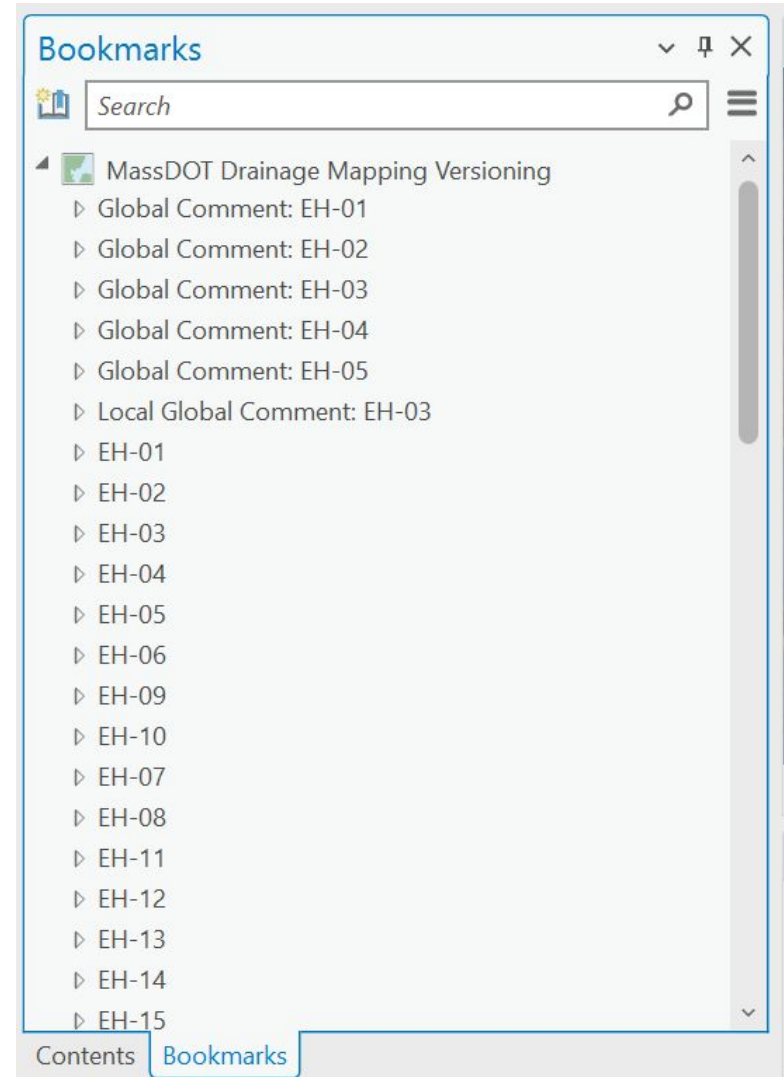 Bookmarks
Search
MassDOT Drainage Mapping Versioning
Global Comment: EH-01
Global Comment: EH-02
Global Comment: EH-03
Global Comment: EH-04
Global Comment: EH-05
Local Global Comment: EH-03
EH-01
EH-02
EH-03
EH-04
EH-05
EH-06
EH-09
EH-10
EH-07
EH-08
EH-11
EH-12
EH-13
EH-14
EH-15
Contents Bookmarks